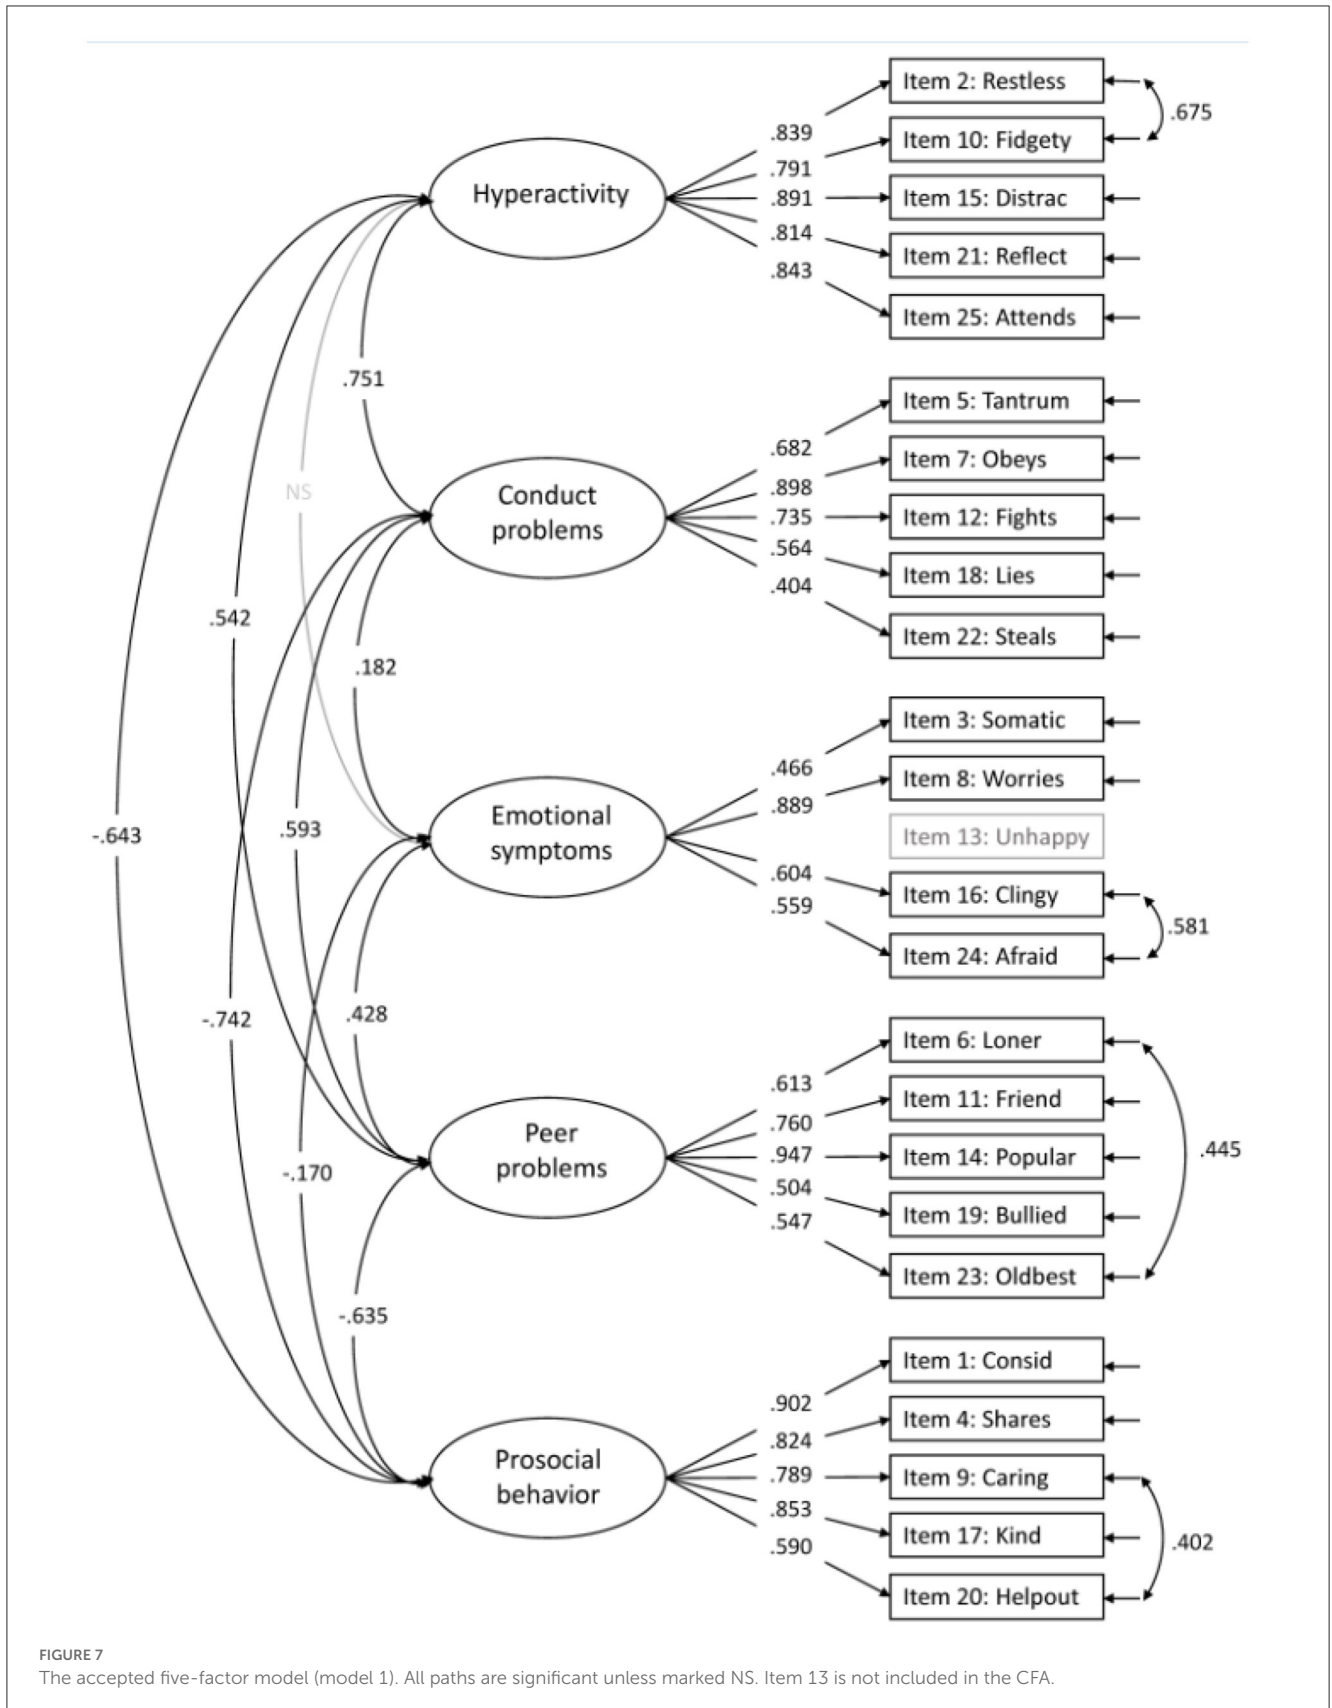 Item 2: Restless
.675
.839
Item 10: Fidgety
.791
Hyperactivity
.891
Item 15: Distrac
.814
Item 21: Reflect
.843
Item 25: Attends
.751
Item 5: Tantrum
.682
Item 7: Obeys
NS
.898
Conduct
problems
.735
Item 12: Fights
.564
Item 18: Lies
.404
.542
Item 22: Steals
.182
Item 3: Somatic
.466
Item 8: Worries
.889
Emotional
symptoms
-.643
.593
Item 13: Unhappy
.604
Item 16: Clingy
.559
.581
Item 24: Afraid
-.742
.428
Item 6: Loner
.613
Item 11: Friend
.760
Peer
problems
.947
Item 14: Popular
.445
-.170
.504
Item 19: Bullied
.547
Item 23: Oldbest
-.635
Item 1: Consid
.902
Item 4: Shares
.824
Prosocial
behavior
.789
Item 9: Caring
.853
Item 17: Kind
.402
.590
Item 20: Helpout
FIGURE 7
The accepted five-factor model (model 1). All paths are significant unless marked NS. Item 13 is not included in the CFA.